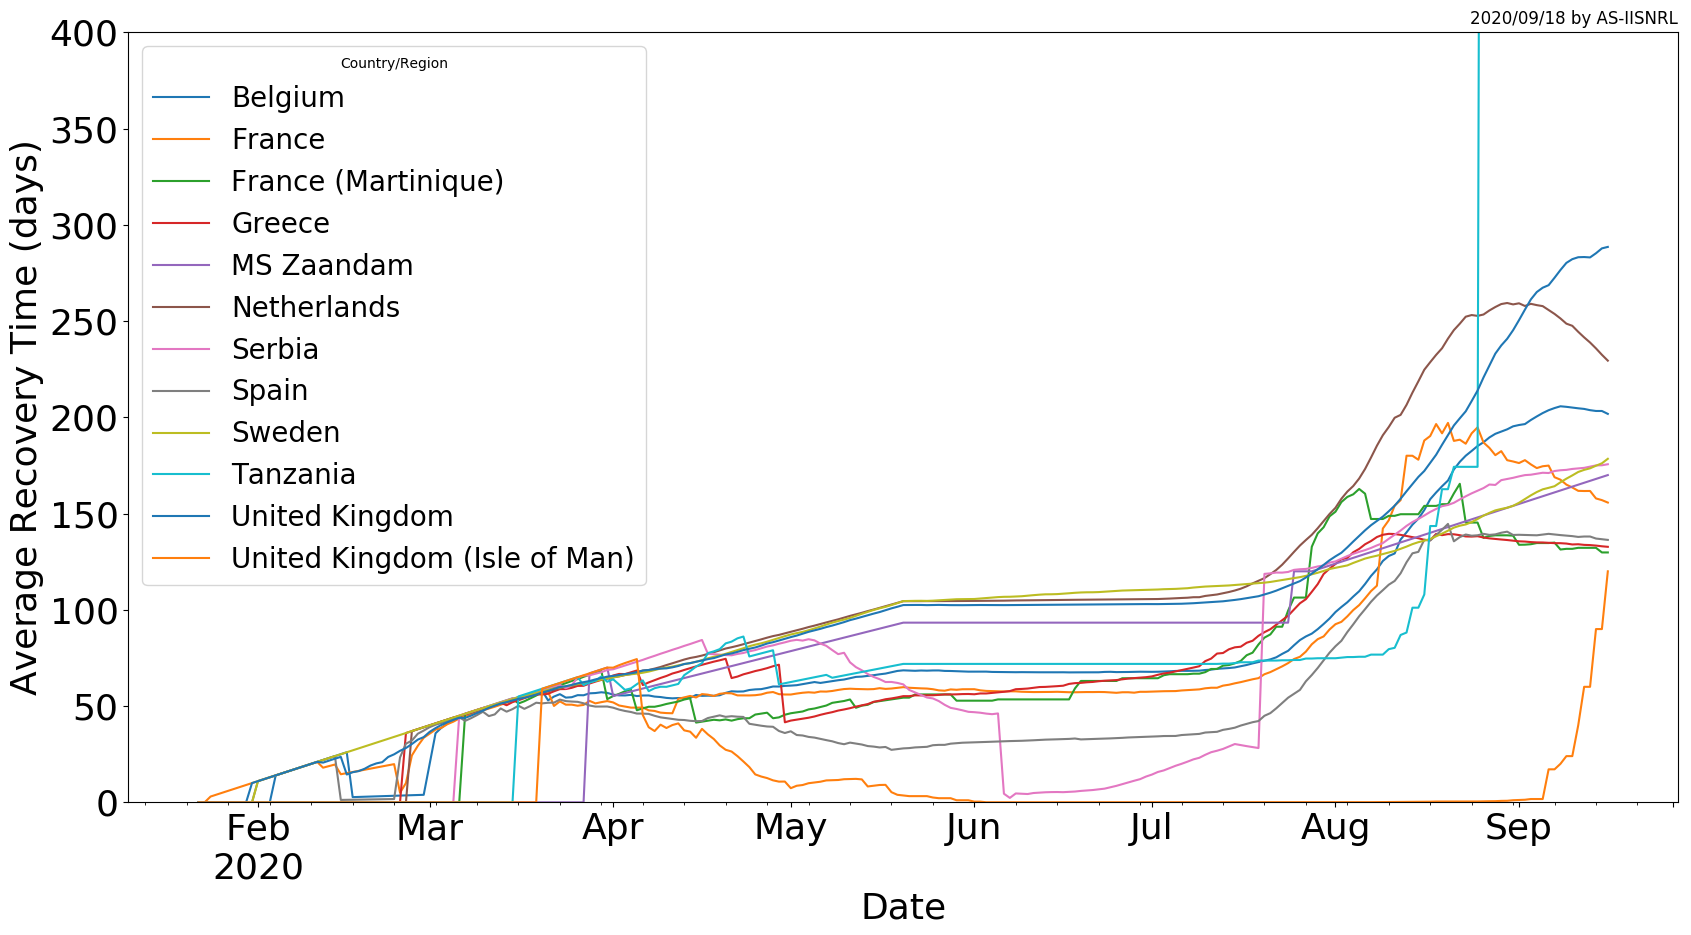 2020/09/18 by AS-IISNRL
Average Recovery Time (days)
400
350
300
250
200
150
100
50
0
Country/Region
Belgium
France
France (Martinique)
Greece
MS Zaandam
Netherlands
Serbia
Spain
Sweden
Tanzania
United Kingdom
United Kingdom (Isle of Man)
Feb Mar Apr May Jun Jul Aug Sep
2020
Date